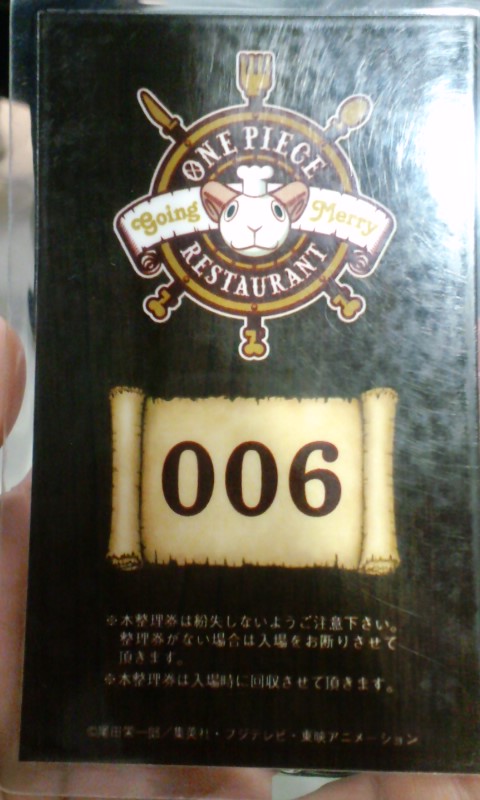 ONE PIECE
Going Merry
RESTAURANT
006
※本整理券は紛失しないようご注意下さい。
整理券がない場合は入場をお断りさせて
頂きます。
※本整理券は入場時に回収させて頂きます。
©尾田栄一郎/集英社・フジテレビ・東映アニメーション